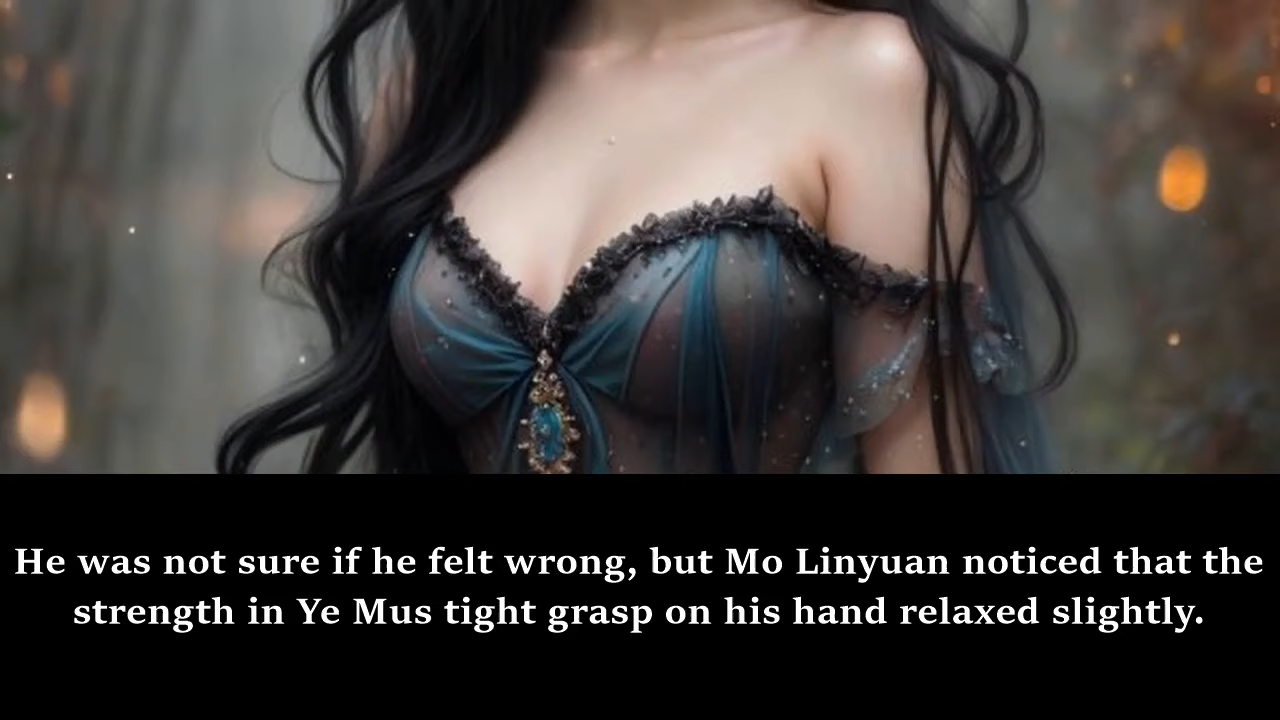 He was not sure if he felt wrong, but Mo Linyuan noticed that the
strength in Ye Mus tight grasp on his hand relaxed slightly.